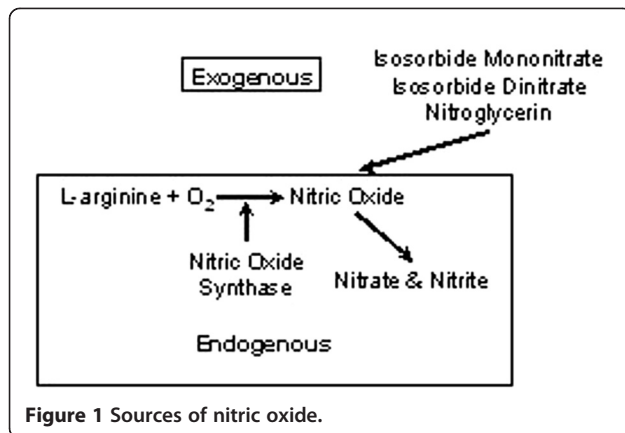 Exogenous
Isosorbide Mononitrate
Isosorbide Dinitrate
Nitroglycerin
L-arginine + O₂ Nitric Oxide
Nitric Oxide
Synthase
Nitrate & Nitrite
Endogenous
Figure 1 Sources of nitric oxide.